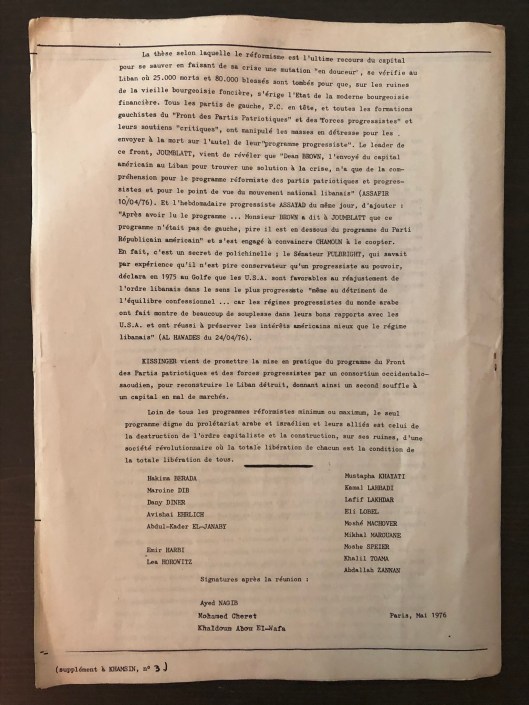 La thèse selon laquelle le réformisme est l'ultime recours du capital
pour se sauver en faisant de sa crise une mutation "en douceur", se vérifie au
Liban où 25.000 morts et 80.000 blessés sont tombés pour que, sur les ruines
de la vieille bourgeoisie foncière, s'érige l'Etat de la moderne bourgeoisie
financière. Tous les partis de gauche, P.C. en tête, et toutes les formations
gauchistes du "Front des Partis Patriotiques" et des "forces progressistes" et
leurs soutiens "critiques", ont manipulé les masses en détresse pour les
envoyer à la mort sur l'autel de leur "programme progressiste". Le leader de
ce front, JOUMBLATT, vient de révéler que "Dean BROWN, l'envoyé du capital
américain au Liban pour trouver une solution à la crise, n'a que de la com-
préhension pour le programme réformiste des partis patriotiques et progres-
sistes et pour le point de vue du mouvement national libanais" (ASSAFIR
10/04/76). Et l'hebdomadaire progressiste ASSAYAD du même jour, d'ajouter :
"Après avoir lu le programme ... Monsieur BROWN a dit à JOUMBLATT que ce
programme n'était pas de gauche, pire il est en dessous du programme du Parti
Républicain américain" et s'est engagé à convaincre CHAMOUN à le coopter.
En fait, c'est un secret de polichinelle ; le Sénateur FULBRIGHT, qui savait
par expérience qu'il n'est pire conservateur qu'un progressiste au pouvoir,
déclara en 1975 au Golfe que les U.S.A. sont favorables au réajustement de
l'ordre libanais dans le sens le plus progressiste "même au détriment de
l'équilibre confessionnel ... car les régimes progressistes du monde arabe
ont fait montre de beaucoup de souplesse dans leurs bons rapports avec les
U.S.A. et ont réussi à préserver les intérêts américains mieux que le régime
libanais" (AL HAWADES du 24/04/76).
KISSINGER vient de promettre la mise en pratique du programme du Front
des Partis patriotiques et des forces progressistes par un consortium occidentalo-
saoudien, pour reconstruire le Liban détruit, donnant ainsi un second souffle à
un capital en mal de marchés.
Loin de tous les programmes réformistes minimum ou maximum, le seul
programme digne du prolétariat arabe et israélien et leurs alliés est celui de
la destruction de l'ordre capitaliste et la construction, sur ses ruines, d'une
société révolutionnaire où la totale libération de chacun est la condition de
la totale libération de tous.
Hakima BERADA
Maroine DIB
Dany DINER
Avishai EHRLICH
Abdul-Kader EL-JANABY
Emir HARBI
Lea HOROWITZ
Mustapha KHAYATI
Kamal LABBADI
Lafif LAKHDAR
Eli LOBEL
Moshé MACHOVER
Mikhal MAROUANE
Moshe SPEIER
Khalil TOAMA
Abdallah ZANNAN
Signatures après la réunion :
Ayed NAGIB
Mohamed Cheret
Khaldoun Abou El-Wafa
Paris, Mai 1976
(supplément à KHAMSIN, n° 3)